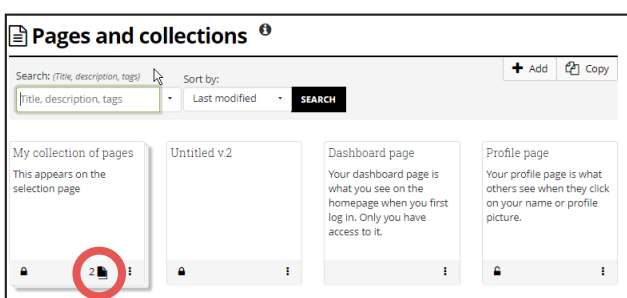 Pages and collections
+ Add
Copy
Search: (Title, description, tags)
Sort by:
Title, description, tags
Last modified
SEARCH
My collection of pages
This appears on the
selection page
2
Untitled v.2
Dashboard page
Your dashboard page is
what you see on the
homepage when you first
log in. Only you have
access to it.
Profile page
Your profile page is what
others see when they click
on your name or profile
picture.